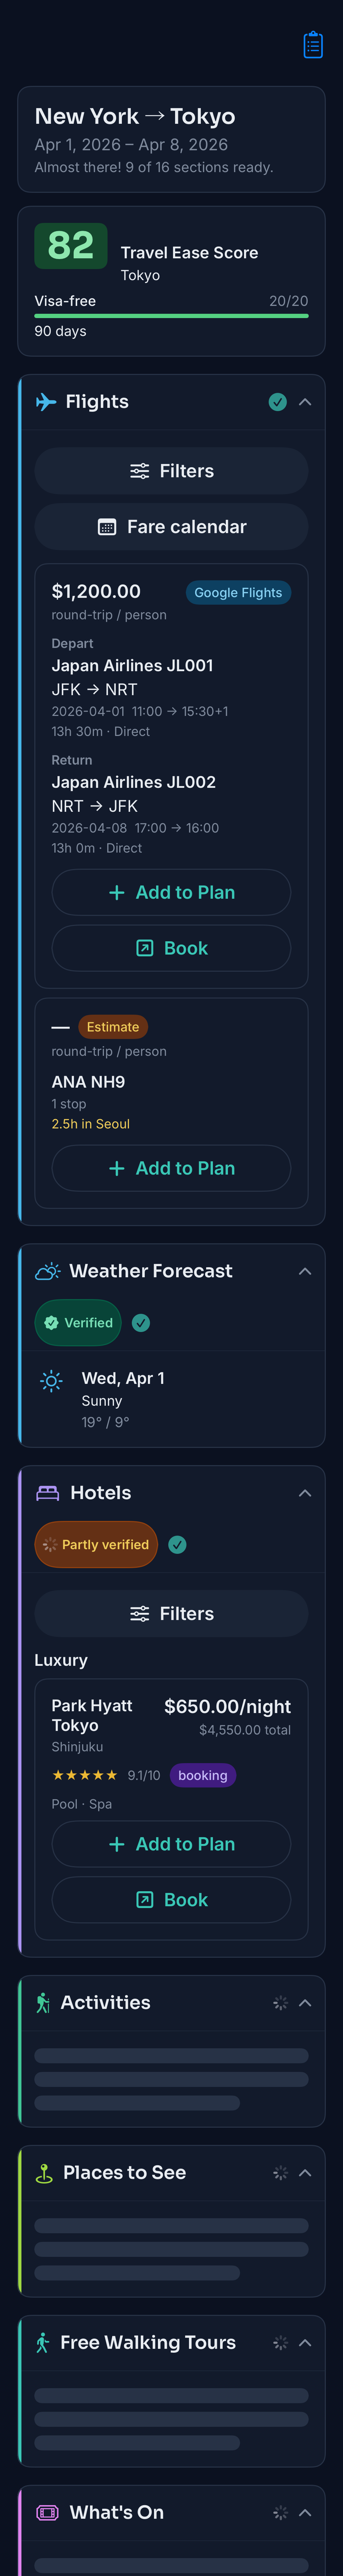 New York → Tokyo
Apr 1, 2026 – Apr 8, 2026
Almost there! 9 of 16 sections ready.
82
Travel Ease Score
Tokyo
Visa-free 20/20
90 days
Flights
Filters
Fare calendar
$1,200.00 Google Flights
round-trip / person
Depart
Japan Airlines JL001
JFK → NRT
2026-04-01 11:00 → 15:30+1
13h 30m · Direct
Return
Japan Airlines JL002
NRT → JFK
2026-04-08 17:00 → 16:00
13h 0m · Direct
+ Add to Plan
Book
— Estimate
round-trip / person
ANA NH9
1 stop
2.5h in Seoul
+ Add to Plan
Weather Forecast
Verified
Wed, Apr 1
Sunny
19° / 9°
Hotels
Partly verified
Filters
Luxury
Park Hyatt Tokyo $650.00/night
Shinjuku $4,550.00 total
★★★★★ 9.1/10 booking
Pool · Spa
+ Add to Plan
Book
Activities
Places to See
Free Walking Tours
What's On